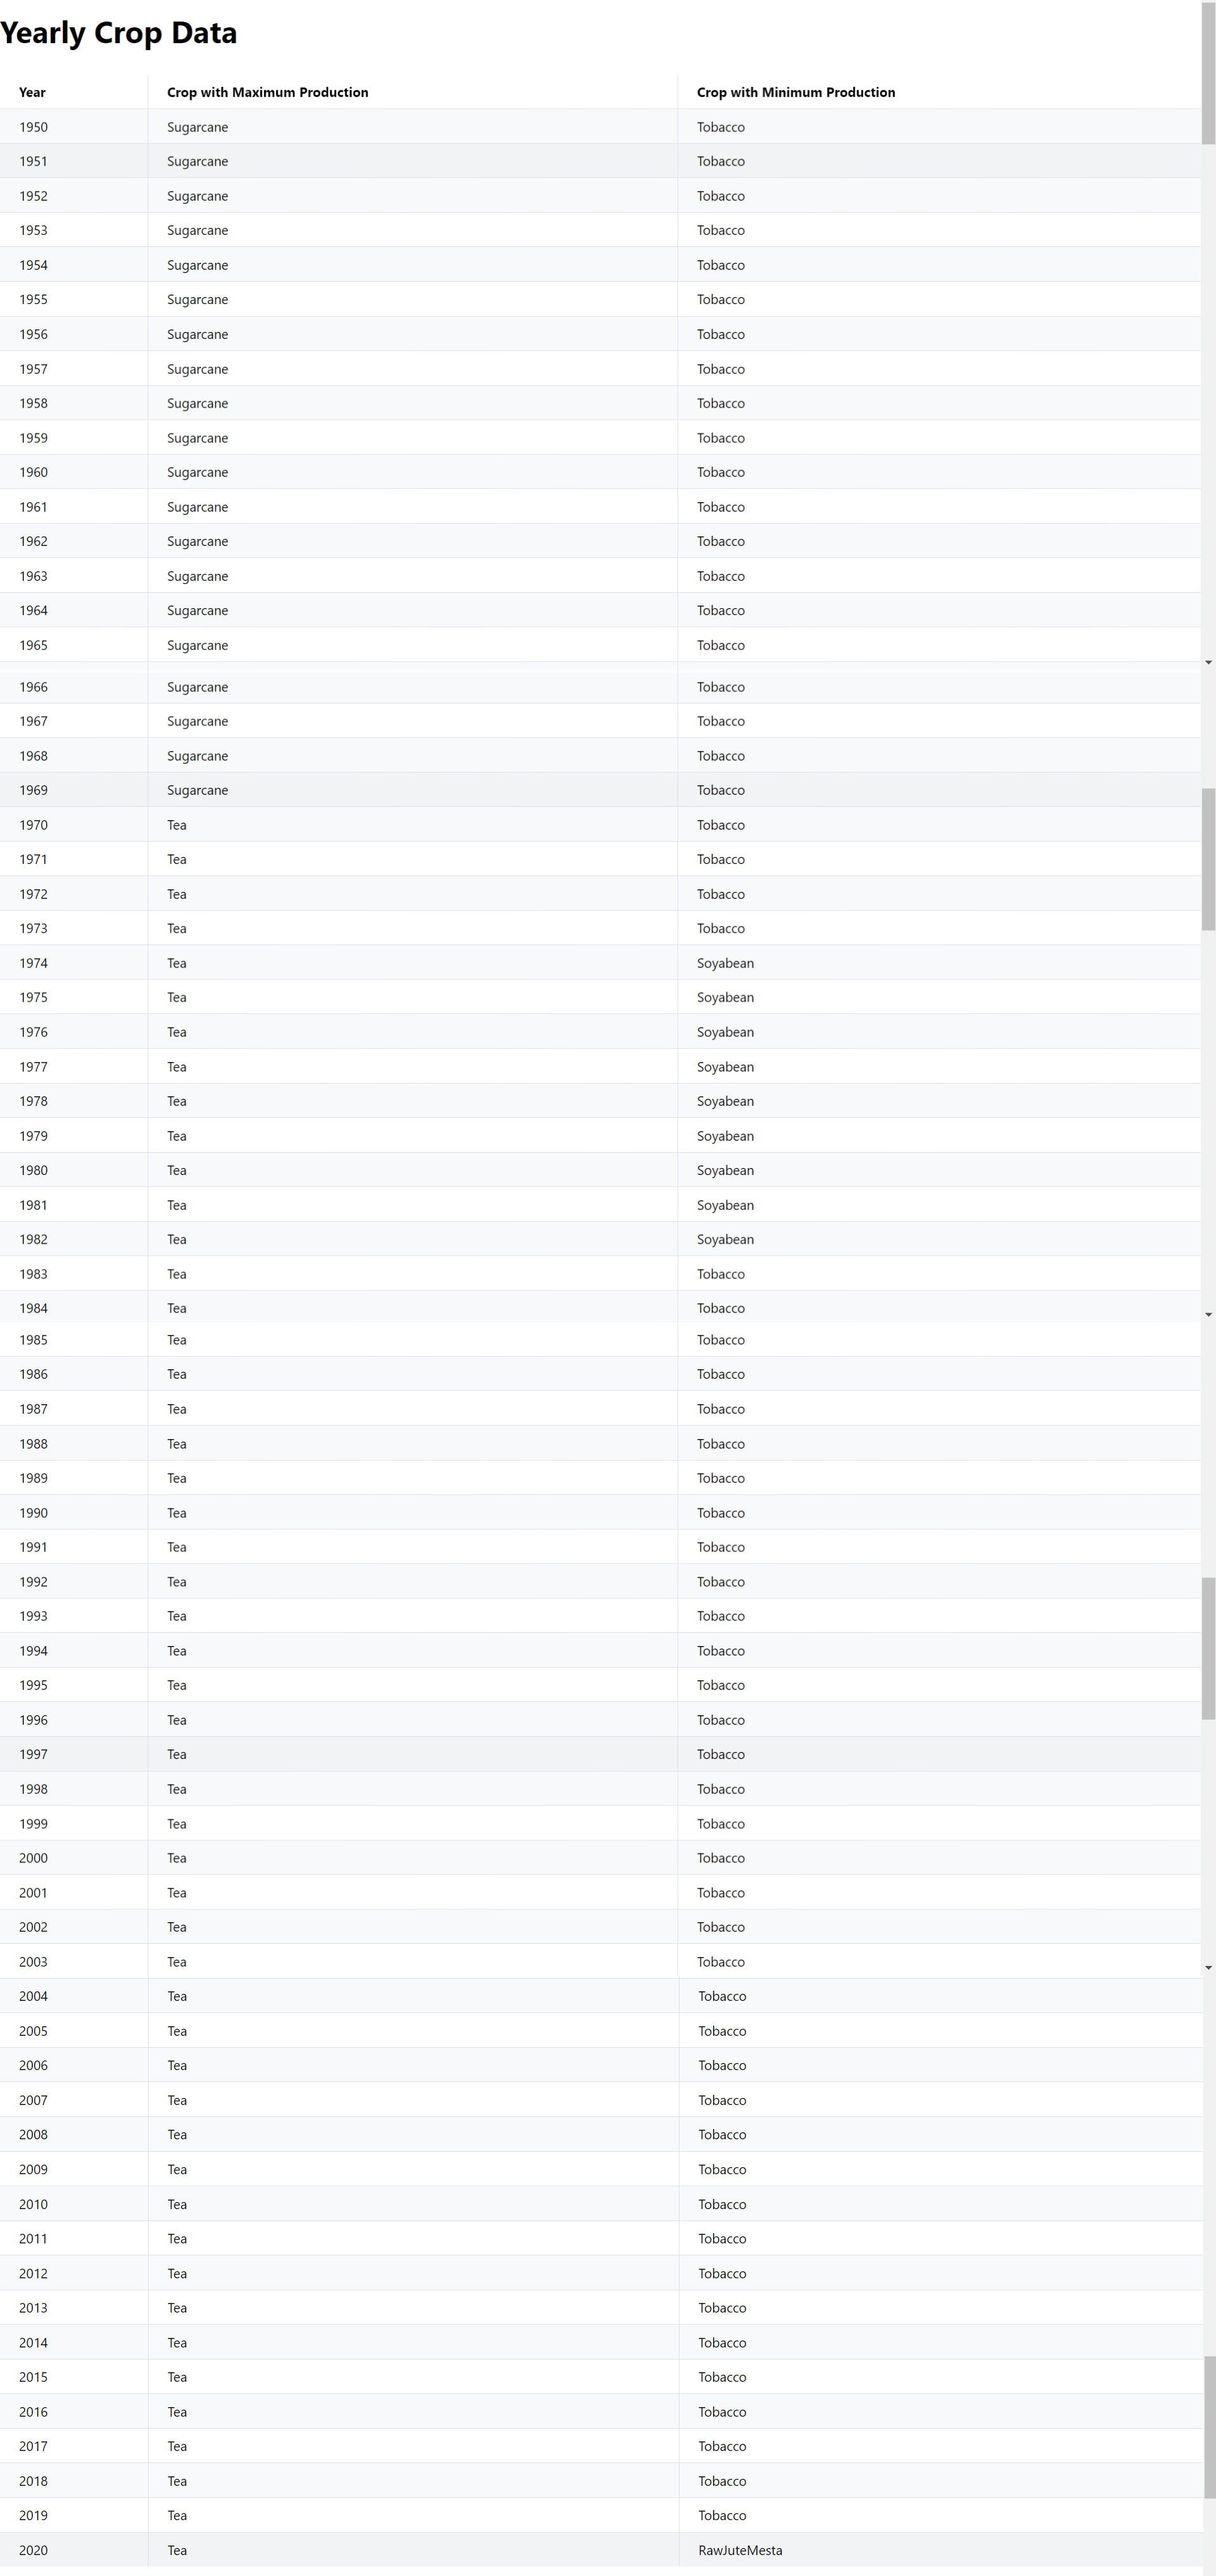 Yearly Crop Data
Year Crop with Maximum Production Crop with Minimum Production
1950 Sugarcane Tobacco
1951 Sugarcane Tobacco
1952 Sugarcane Tobacco
1953 Sugarcane Tobacco
1954 Sugarcane Tobacco
1955 Sugarcane Tobacco
1956 Sugarcane Tobacco
1957 Sugarcane Tobacco
1958 Sugarcane Tobacco
1959 Sugarcane Tobacco
1960 Sugarcane Tobacco
1961 Sugarcane Tobacco
1962 Sugarcane Tobacco
1963 Sugarcane Tobacco
1964 Sugarcane Tobacco
1965 Sugarcane Tobacco
1966 Sugarcane Tobacco
1967 Sugarcane Tobacco
1968 Sugarcane Tobacco
1969 Sugarcane Tobacco
1970 Tea Tobacco
1971 Tea Tobacco
1972 Tea Tobacco
1973 Tea Tobacco
1974 Tea Soyabean
1975 Tea Soyabean
1976 Tea Soyabean
1977 Tea Soyabean
1978 Tea Soyabean
1979 Tea Soyabean
1980 Tea Soyabean
1981 Tea Soyabean
1982 Tea Soyabean
1983 Tea Tobacco
1984 Tea Tobacco
1985 Tea Tobacco
1986 Tea Tobacco
1987 Tea Tobacco
1988 Tea Tobacco
1989 Tea Tobacco
1990 Tea Tobacco
1991 Tea Tobacco
1992 Tea Tobacco
1993 Tea Tobacco
1994 Tea Tobacco
1995 Tea Tobacco
1996 Tea Tobacco
1997 Tea Tobacco
1998 Tea Tobacco
1999 Tea Tobacco
2000 Tea Tobacco
2001 Tea Tobacco
2002 Tea Tobacco
2003 Tea Tobacco
2004 Tea Tobacco
2005 Tea Tobacco
2006 Tea Tobacco
2007 Tea Tobacco
2008 Tea Tobacco
2009 Tea Tobacco
2010 Tea Tobacco
2011 Tea Tobacco
2012 Tea Tobacco
2013 Tea Tobacco
2014 Tea Tobacco
2015 Tea Tobacco
2016 Tea Tobacco
2017 Tea Tobacco
2018 Tea Tobacco
2019 Tea Tobacco
2020 Tea RawJuteMesta